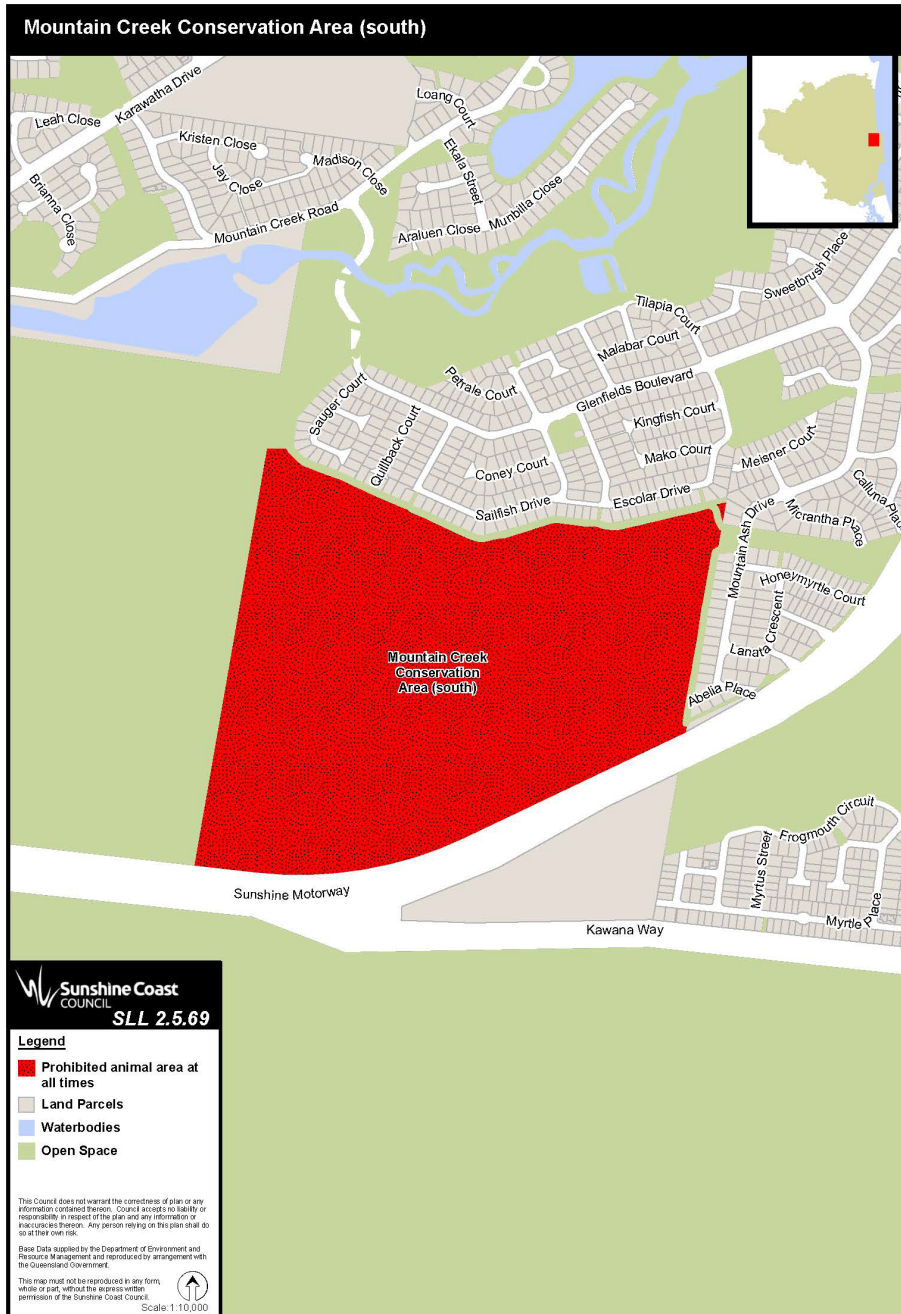 Mountain Creek Conservation Area (south)
Leah Close
Karawatha Drive
Loang Court
Kristen Close
Ekala Street
Madison Close
Jay Close
Brianna Close
Munbilla Close
Mountain Creek Road
Araluen Close
Sweetbrush Place
Tilapia Court
Malabar Court
Petrale Court
Sauger Court
Glenfields Boulevard
Kingfish Court
Quillback Court
Mako Court
Meisner Court
Coney Court
Calluna Place
Sailfish Drive
Escolar Drive
Micrantha Place
Mountain Ash Drive
Honeymyrtle Court
Lanata Crescent
Mountain Creek
Conservation
Area (south)
Abelia Place
Frogmouth Circuit
Myrtus Street
Sunshine Motorway
Myrtle Place
Kawana Way
Sunshine Coast
COUNCIL
SLL 2.5.69
Legend
Prohibited animal area at
all times
Land Parcels
Waterbodies
Open Space
This Council does not warrant the correctness of plan or any
information contained thereon. Council accepts no liability or
responsibility in respect of the plan and any information or
inaccuracies thereon. Any person relying on this plan shall do
so at their own risk.
Base Data supplied by the Department of Environment and
Resource Management and reproduced by arrangement with
the Queensland Government.
This map must not be reproduced in any form,
whole or part, without the express written
permission of the Sunshine Coast Council.
Scale: 1:10,000